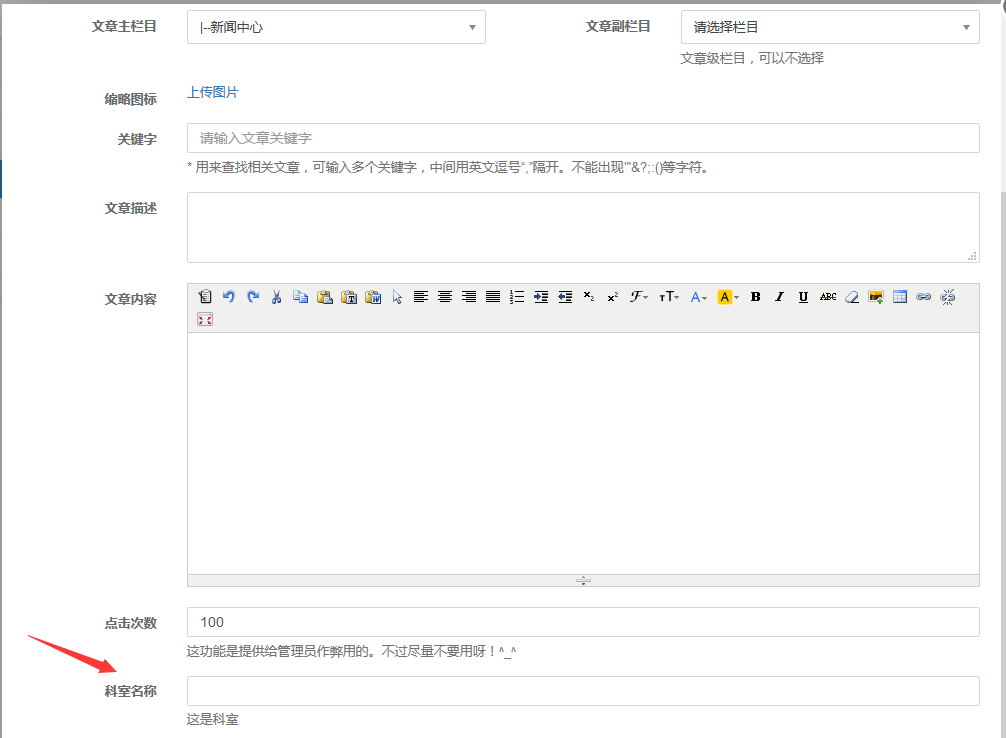 文章主栏目 |--新闻中心 文章副栏目 请选择栏目
文章级栏目，可以不选择
缩略图标 上传图片
关键字 请输入文章关键字
* 用来查找相关文章，可输入多个关键字，中间用英文逗号“,”隔开。不能出现'"&?;:()等字符。
文章描述
文章内容
点击次数 100
这功能是提供给管理员作弊用的。不过尽量不要用呀！^_^
科室名称
这是科室